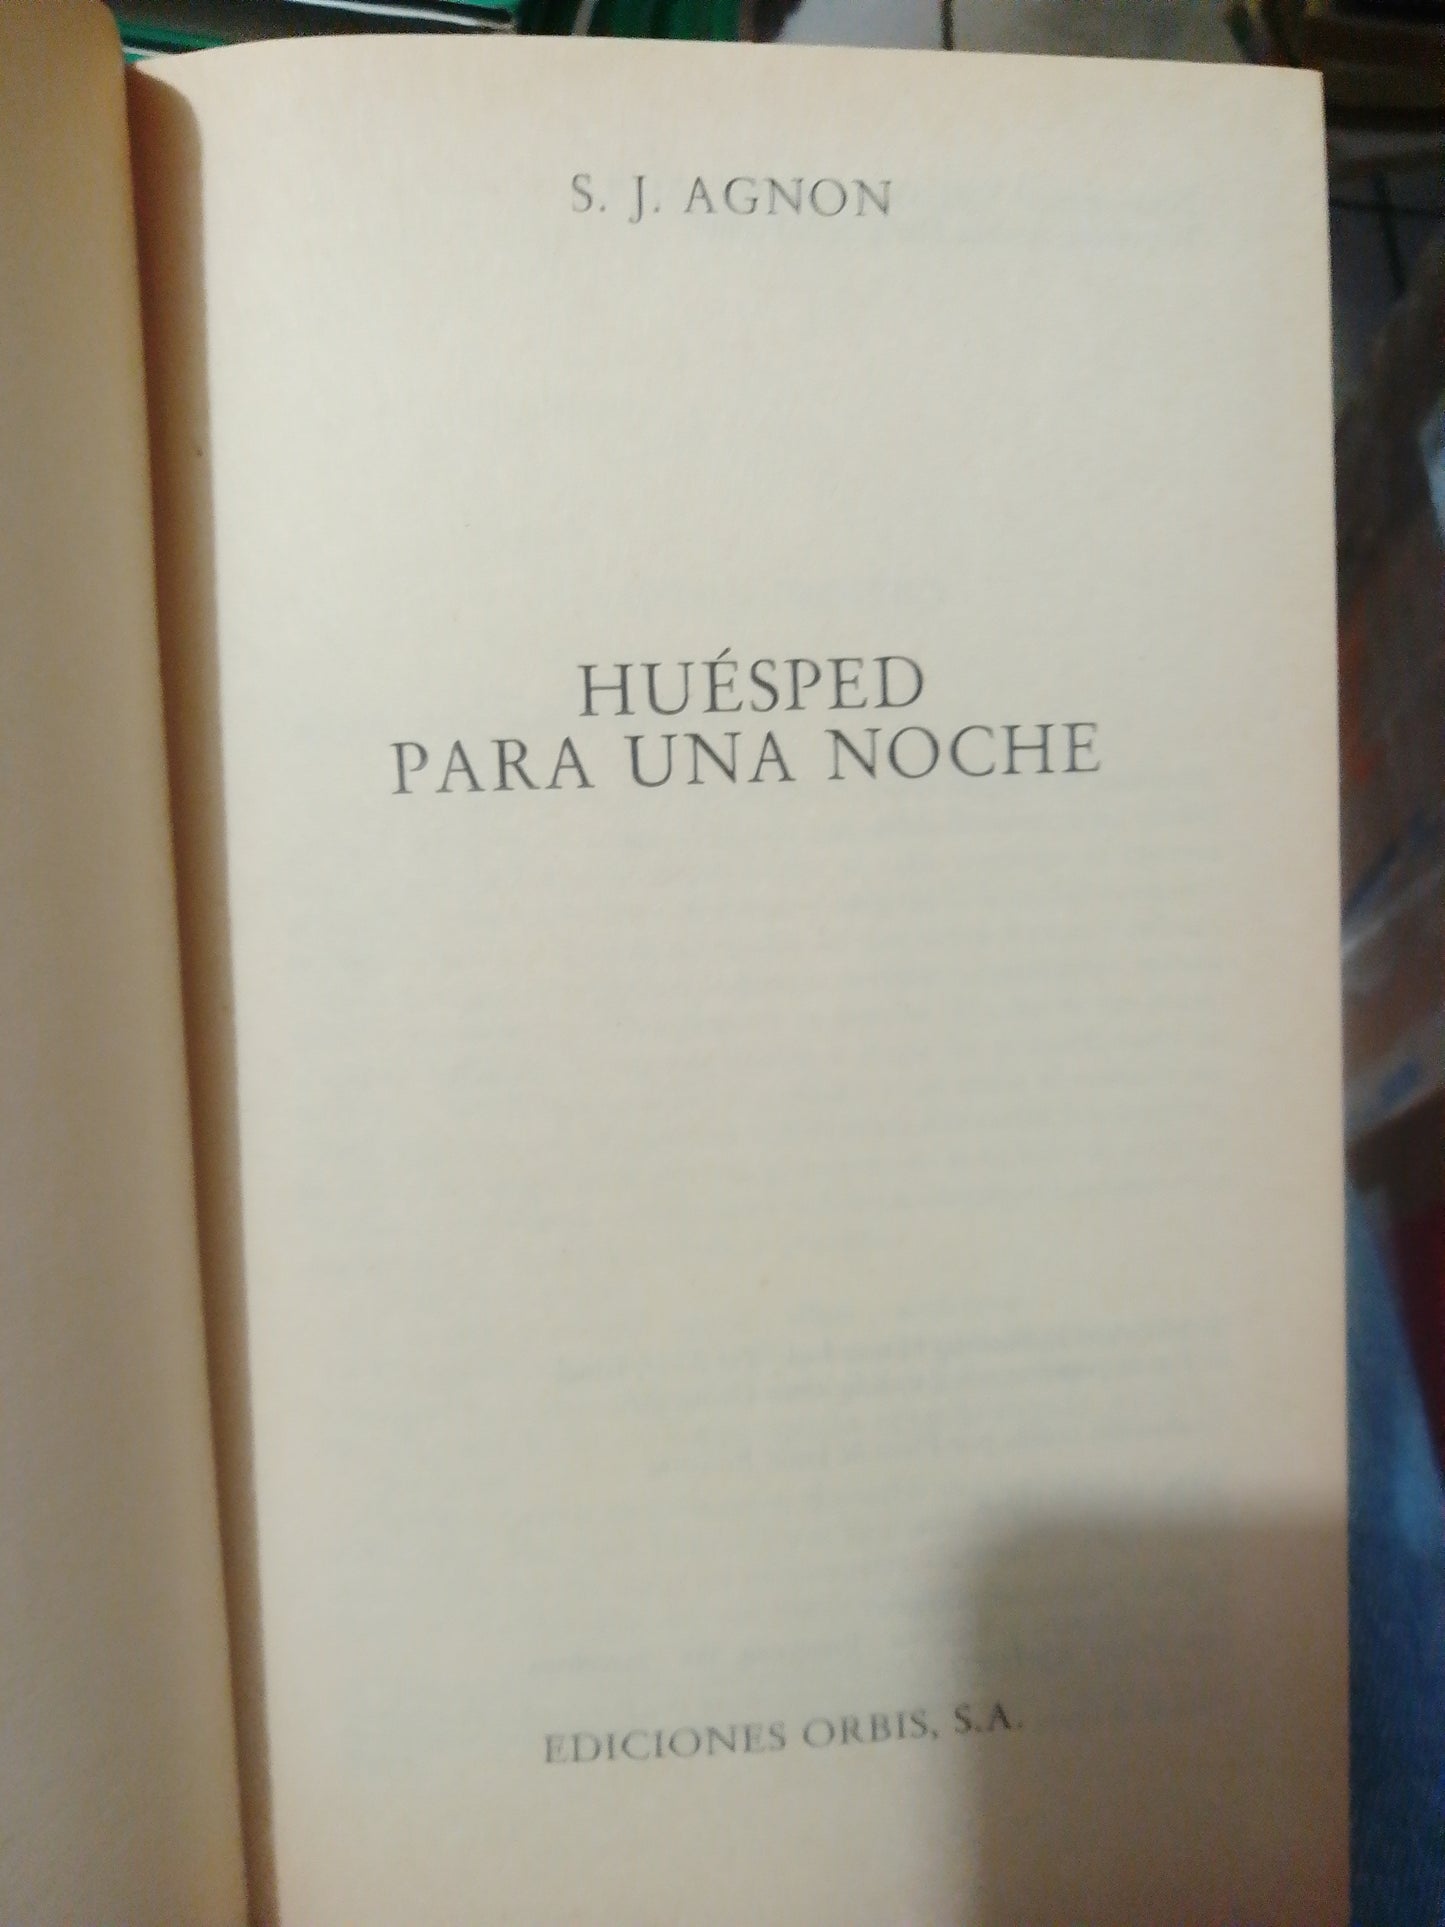 S. J. AGNON
HUÉSPED
PARA UNA NOCHE
EDICIONES ORBIS, S.A.